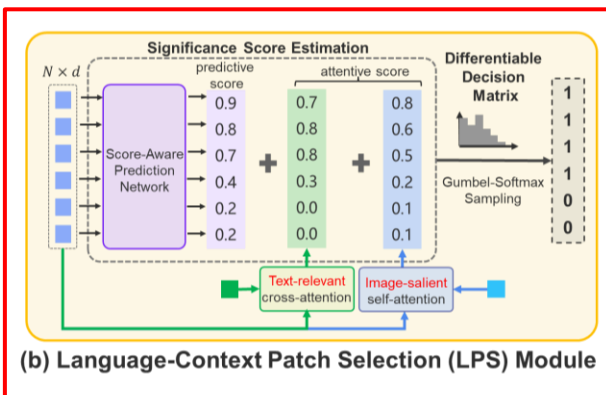 Significance Score Estimation
N × d
predictive
score
attentive score
Differentiable
Decision
Matrix
Score-Aware
Prediction
Network
0.9
0.8
0.7
0.4
0.2
0.2
+
0.7
0.8
0.8
0.3
0.0
0.0
+
0.8
0.6
0.5
0.2
0.1
0.1
Gumbel-Softmax
Sampling
1
1
1
1
0
0
Text-relevant
cross-attention
Image-salient
self-attention
(b) Language-Context Patch Selection (LPS) Module